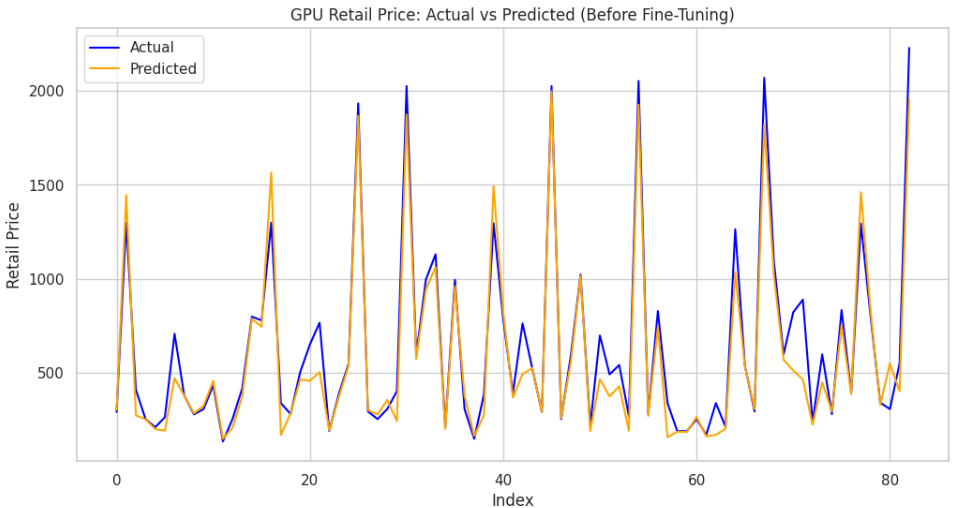 GPU Retail Price: Actual vs Predicted (Before Fine-Tuning)
Actual
Predicted
2000
1500
1000
500
Retail Price
0
20
40
60
80
Index